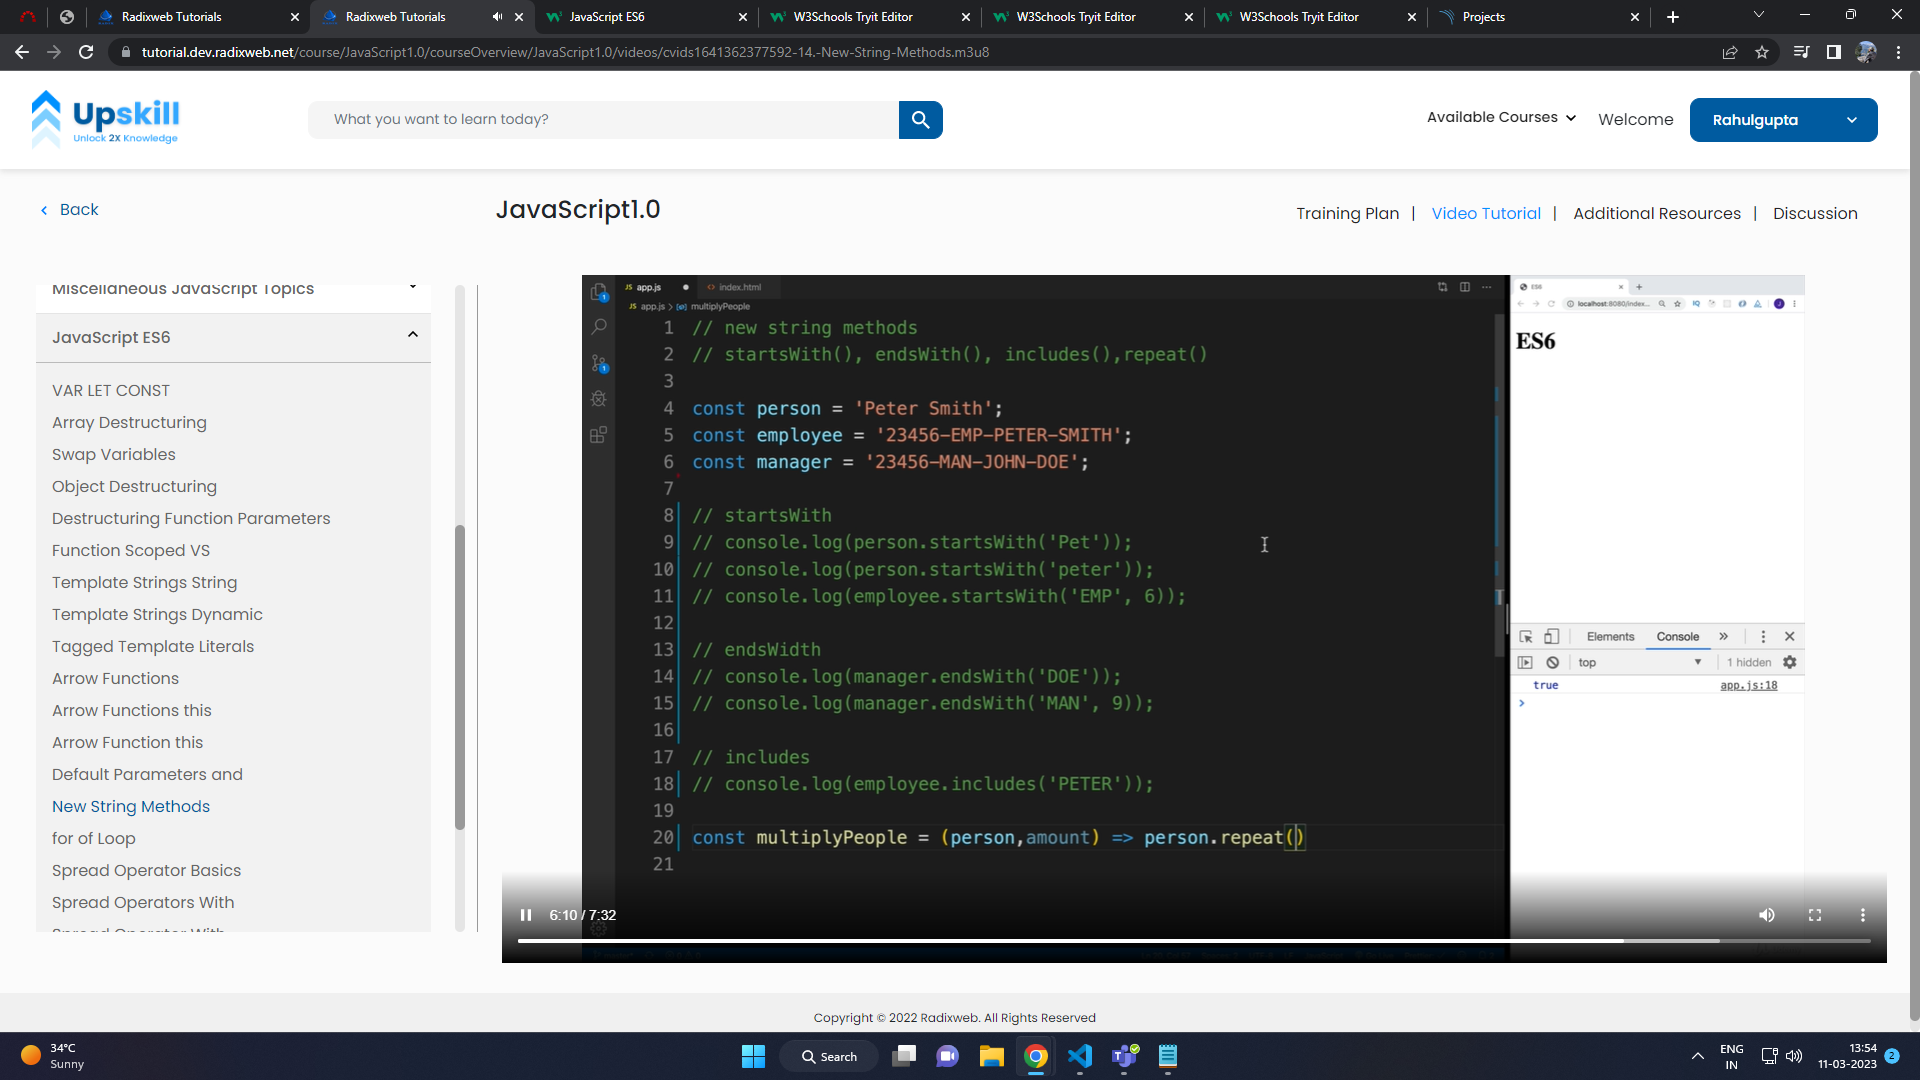 Radixweb Tutorials
Radixweb Tutorials
JavaScript ES6
W3Schools Tryit Editor
W3Schools Tryit Editor
W3Schools Tryit Editor
Projects
tutorial.dev.radixweb.net/course/JavaScript1.0/courseOverview/JavaScript1.0/videos/cvids1641362377592-14.-New-String-Methods.m3u8
Upskill
Unlock 2X Knowledge
What you want to learn today?
Available Courses
Welcome
Rahulgupta
Back
JavaScript1.0
Training Plan |
Video Tutorial |
Additional Resources |
Discussion
Miscellaneous JavaScript Topics
JavaScript ES6
VAR LET CONST
Array Destructuring
Swap Variables
Object Destructuring
Destructuring Function Parameters
Function Scoped VS
Template Strings String
Template Strings Dynamic
Tagged Template Literals
Arrow Functions
Arrow Functions this
Arrow Function this
Default Parameters and
New String Methods
for of Loop
Spread Operator Basics
Spread Operators With
Spread Operator With
JS app.js
<> index.html
JS app.js > multiplyPeople
1 // new string methods
2 // startsWith(), endsWith(), includes(),repeat()
3
4 const person = 'Peter Smith';
5 const employee = '23456-EMP-PETER-SMITH';
6 const manager = '23456-MAN-JOHN-DOE';
7
8 // startsWith
9 // console.log(person.startsWith('Pet'));
10 // console.log(person.startsWith('peter'));
11 // console.log(employee.startsWith('EMP', 6));
12
13 // endsWidth
14 // console.log(manager.endsWith('DOE'));
15 // console.log(manager.endsWith('MAN', 9));
16
17 // includes
18 // console.log(employee.includes('PETER'));
19
20 const multiplyPeople = (person,amount) => person.repeat()
21
ES6
localhost:8080/index...
ES6
Elements
Console
top
1 hidden
true
app.js:18
6:10 / 7:32
Copyright © 2022 Radixweb. All Rights Reserved
34°C
Sunny
Search
ENG
IN
13:54
11-03-2023
2